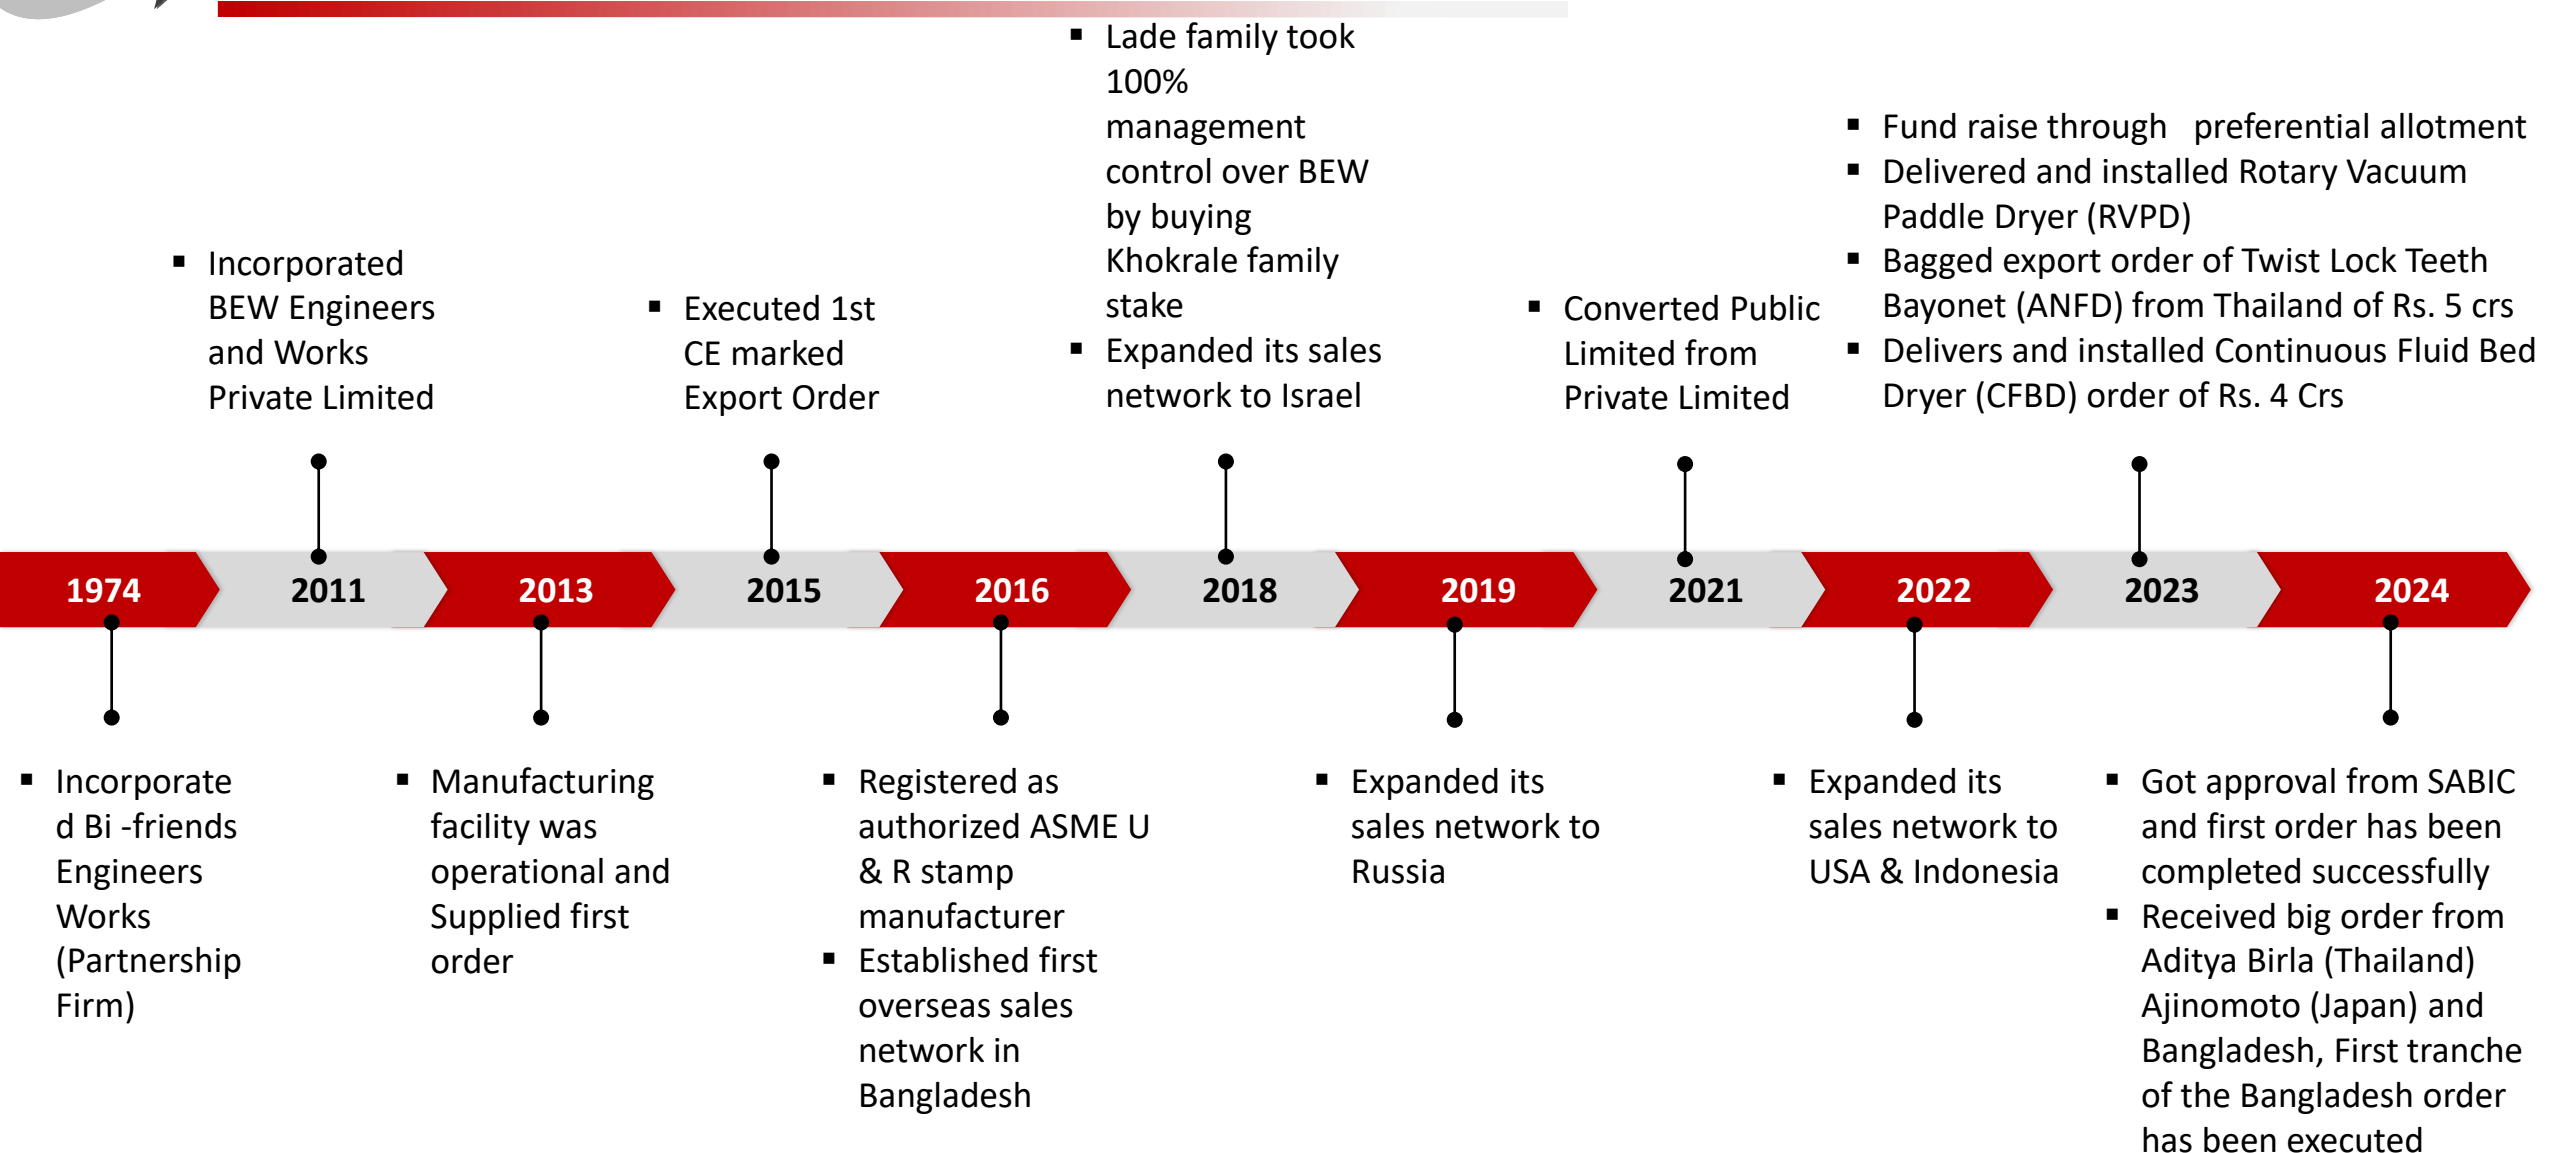 ▪ Lade family took
100%
management
control over BEW
by buying
Khokrale family
stake
▪ Expanded its sales
network to Israel
▪ Fund raise through preferential allotment
▪ Delivered and installed Rotary Vacuum
Paddle Dryer (RVPD)
▪ Bagged export order of Twist Lock Teeth
Bayonet (ANFD) from Thailand of Rs. 5 crs
▪ Delivers and installed Continuous Fluid Bed
Dryer (CFBD) order of Rs. 4 Crs
▪ Incorporated
BEW Engineers
and Works
Private Limited
▪ Executed 1st
CE marked
Export Order
▪ Converted Public
Limited from
Private Limited
1974
2011
2013
2015
2016
2018
2019
2021
2022
2023
2024
▪ Incorporate
d Bi -friends
Engineers
Works
(Partnership
Firm)
▪ Manufacturing
facility was
operational and
Supplied first
order
▪ Registered as
authorized ASME U
& R stamp
manufacturer
▪ Established first
overseas sales
network in
Bangladesh
▪ Expanded its
sales network to
Russia
▪ Expanded its
sales network to
USA & Indonesia
▪ Got approval from SABIC
and first order has been
completed successfully
▪ Received big order from
Aditya Birla (Thailand)
Ajinomoto (Japan) and
Bangladesh, First tranche
of the Bangladesh order
has been executed